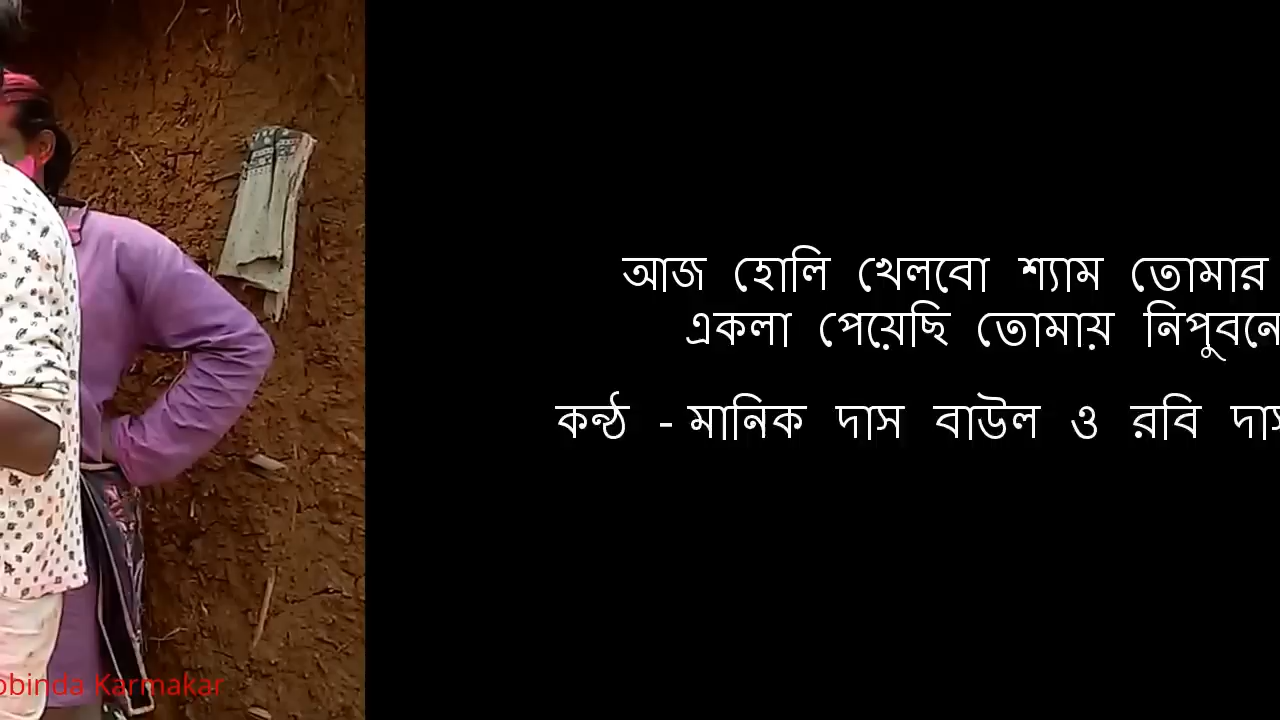 আজ হোলি খেলবো শ্যাম তোমার
একলা পেয়েছি তোমায় নিপুবনে
কন্ঠ - মানিক দাস বাউল ও রবি
Karmakar